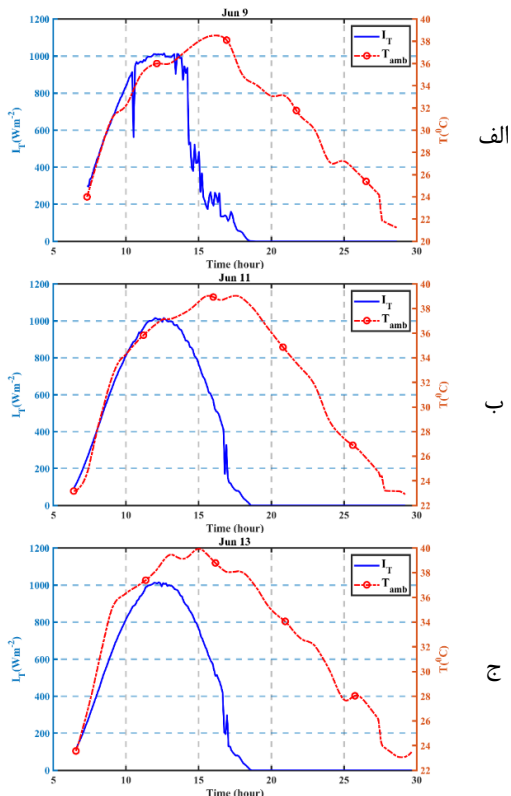 Jun 9
1200
1000
800
600
400
200
0
I_T(Wm⁻²)
40
38
36
34
32
30
28
26
24
22
20
T(⁰C)
I_T
T_amb
5 10 15 20 25 30
Time (hour)
الف
Jun 11
1200
1000
800
600
400
200
0
I_T(Wm⁻²)
40
38
36
34
32
30
28
26
24
22
T(⁰C)
I_T
T_amb
5 10 15 20 25 30
Time (hour)
ب
Jun 13
1200
1000
800
600
400
200
0
I_T(Wm⁻²)
40
38
36
34
32
30
28
26
24
22
T(⁰C)
I_T
T_amb
5 10 15 20 25 30
Time (hour)
ج